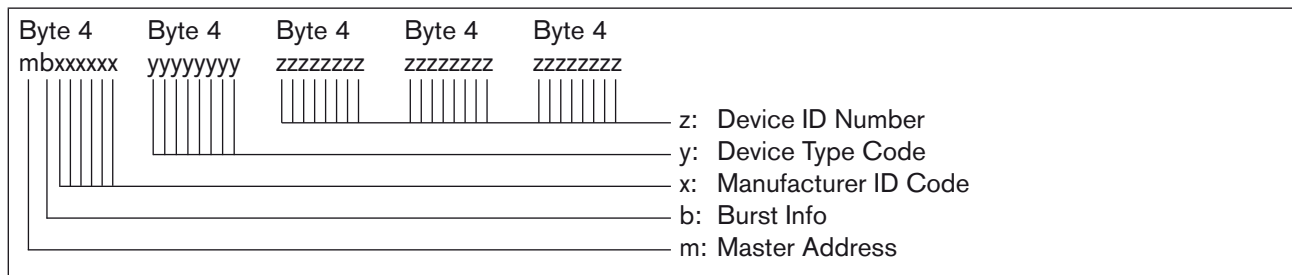 Byte 4 Byte 4 Byte 4 Byte 4 Byte 4
mbxxxxxx yyyyyyyy zzzzzzzz zzzzzzzz zzzzzzzz
z: Device ID Number
y: Device Type Code
x: Manufacturer ID Code
b: Burst Info
m: Master Address